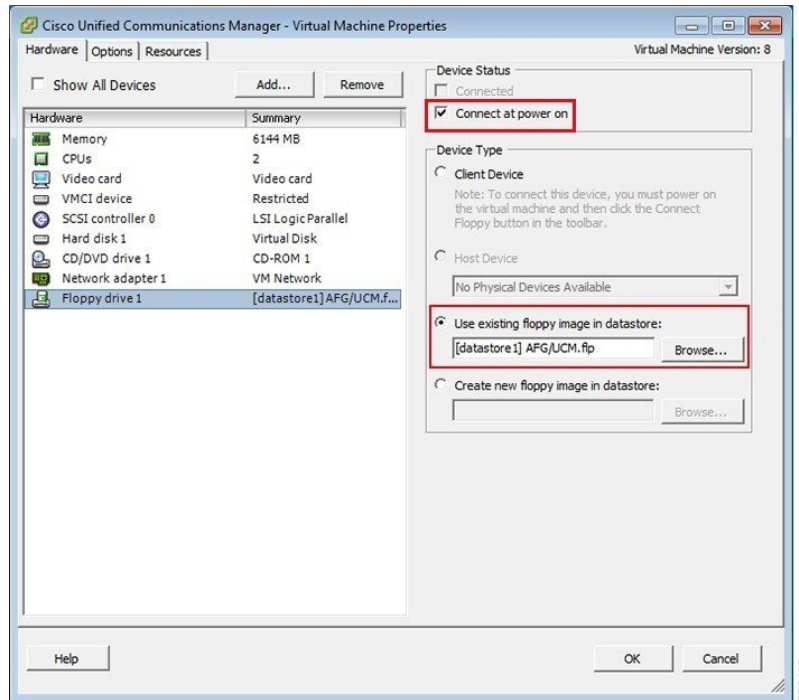 Cisco Unified Communications Manager - Virtual Machine Properties
Hardware Options Resources Virtual Machine Version: 8
Show All Devices Add... Remove
Hardware Summary
Memory 6144 MB
CPUs 2
Video card Video card
VMCI device Restricted
SCSI controller 0 LSI Logic Parallel
Hard disk 1 Virtual Disk
CD/DVD drive 1 CD-ROM 1
Network adapter 1 VM Network
Floppy drive 1 [datastore1] AFG/UCM.f...
Device Status
Connected
Connect at power on
Device Type
Client Device
Note: To connect this device, you must power on
the virtual machine and then click the Connect
Floppy button in the toolbar.
Host Device
No Physical Devices Available
Use existing floppy image in datastore:
[datastore1] AFG/UCM.flp Browse...
Create new floppy image in datastore:
Browse...
Help OK Cancel